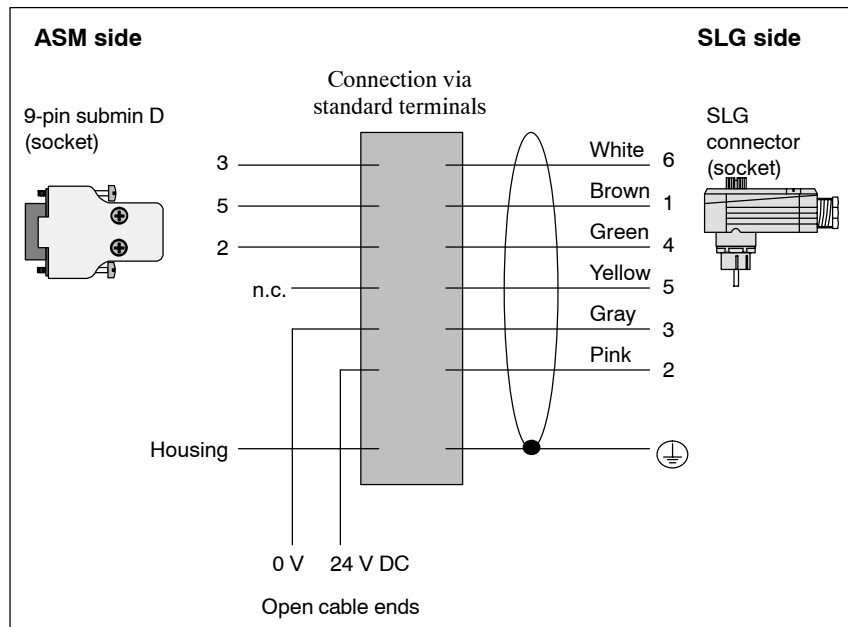 ASM side
SLG side
Connection via
standard terminals
9-pin submin D
(socket)
SLG
connector
(socket)
3
White
6
5
Brown
1
2
Green
4
n.c.
Yellow
5
Gray
3
Pink
2
Housing
0 V
24 V DC
Open cable ends